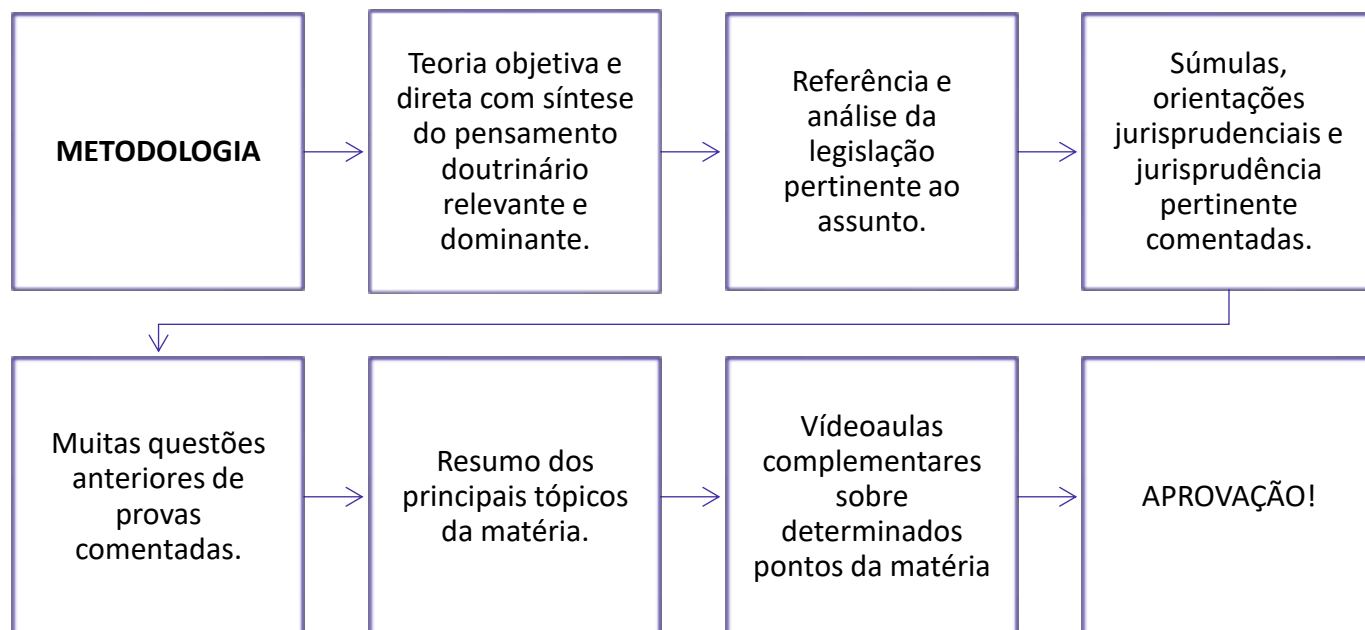 METODOLOGIA
Teoria objetiva e
direta com síntese
do pensamento
doutrinário
relevante e
dominante.
Referência e
análise da
legislação
pertinente ao
assunto.
Súmulas,
orientações
jurisprudenciais e
jurisprudência
pertinente
comentadas.
Muitas questões
anteriores de
provas
comentadas.
Resumo dos
principais tópicos
da matéria.
Vídeoaulas
complementares
sobre
determinados
pontos da matéria
APROVAÇÃO!